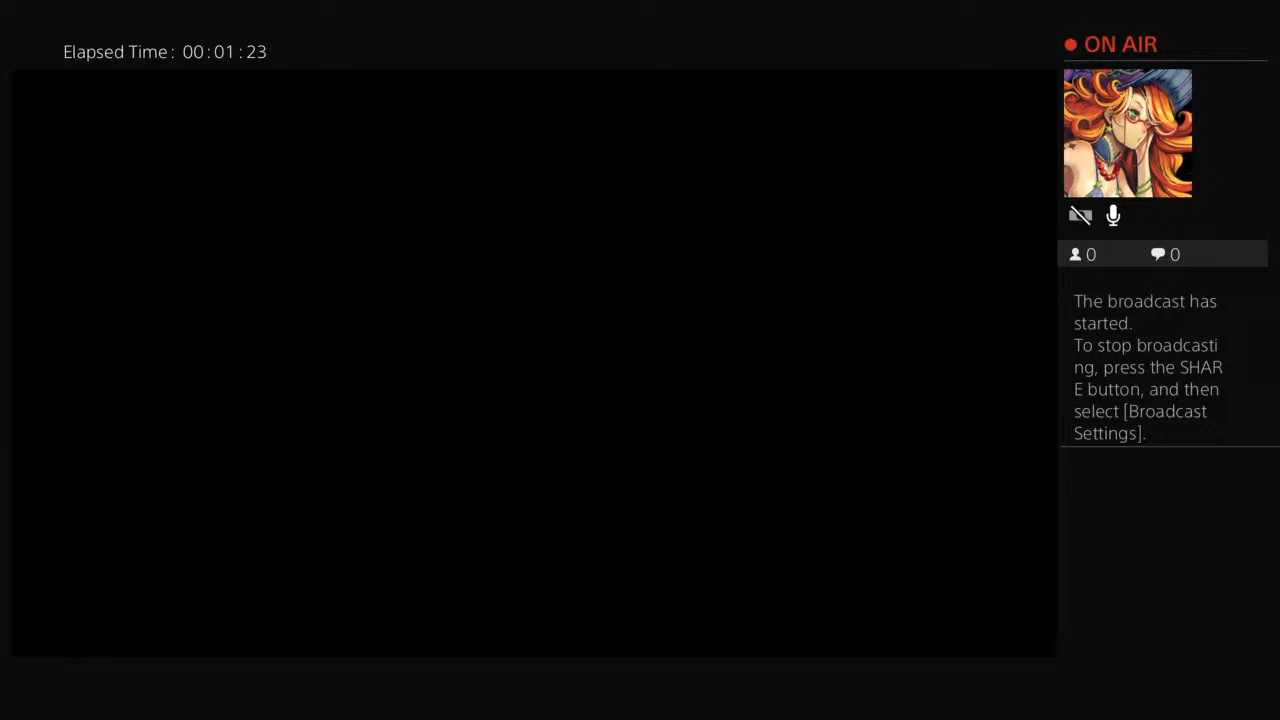 Elapsed Time: 00:01:23
ON AIR
0 0
The broadcast has
started.
To stop broadcasti
ng, press the SHAR
E button, and then
select [Broadcast
Settings].